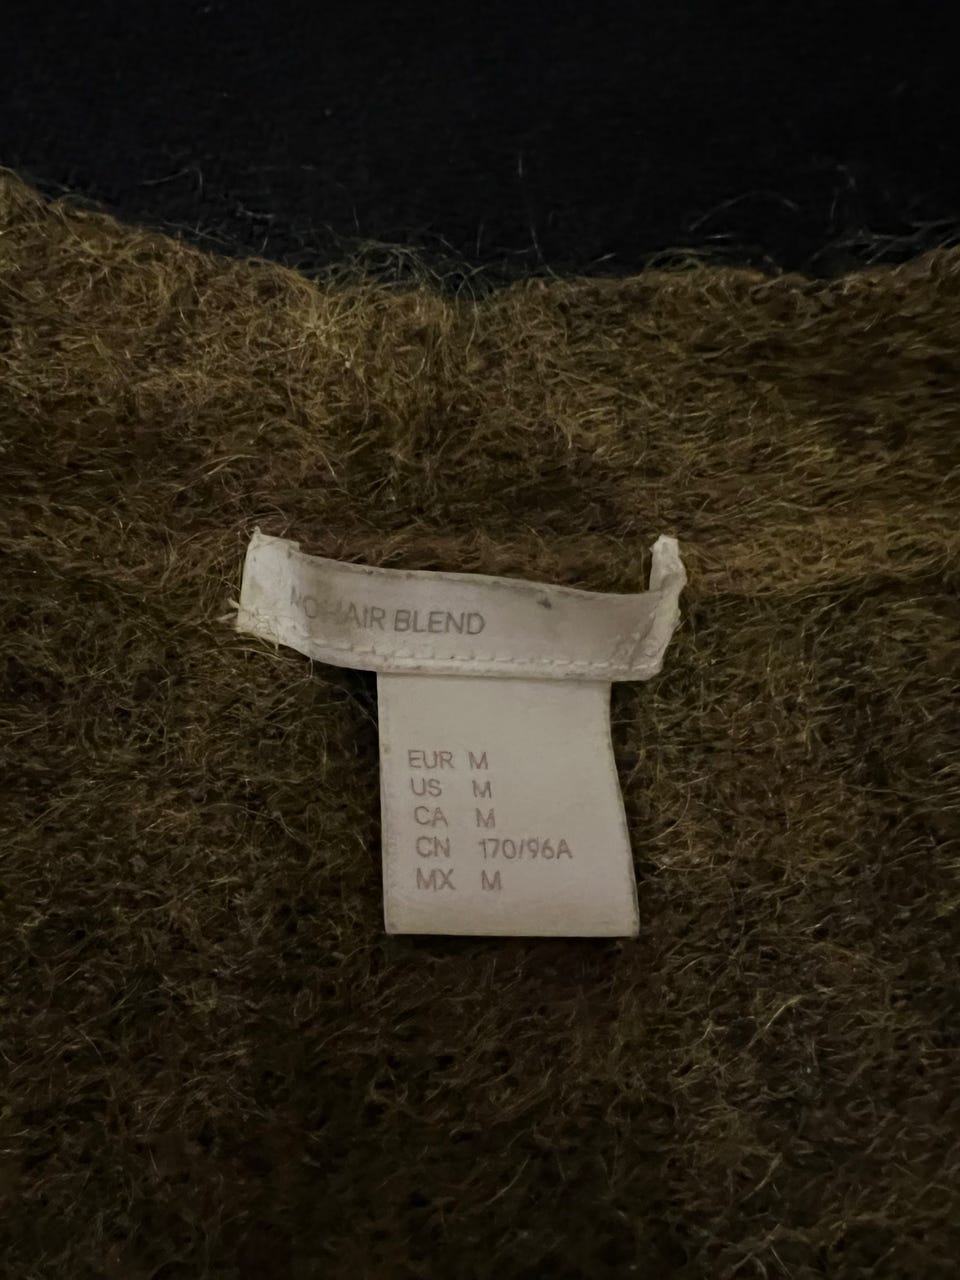 MOHAIR BLEND
EUR M
US M
CA M
CN 170/96A
MX M